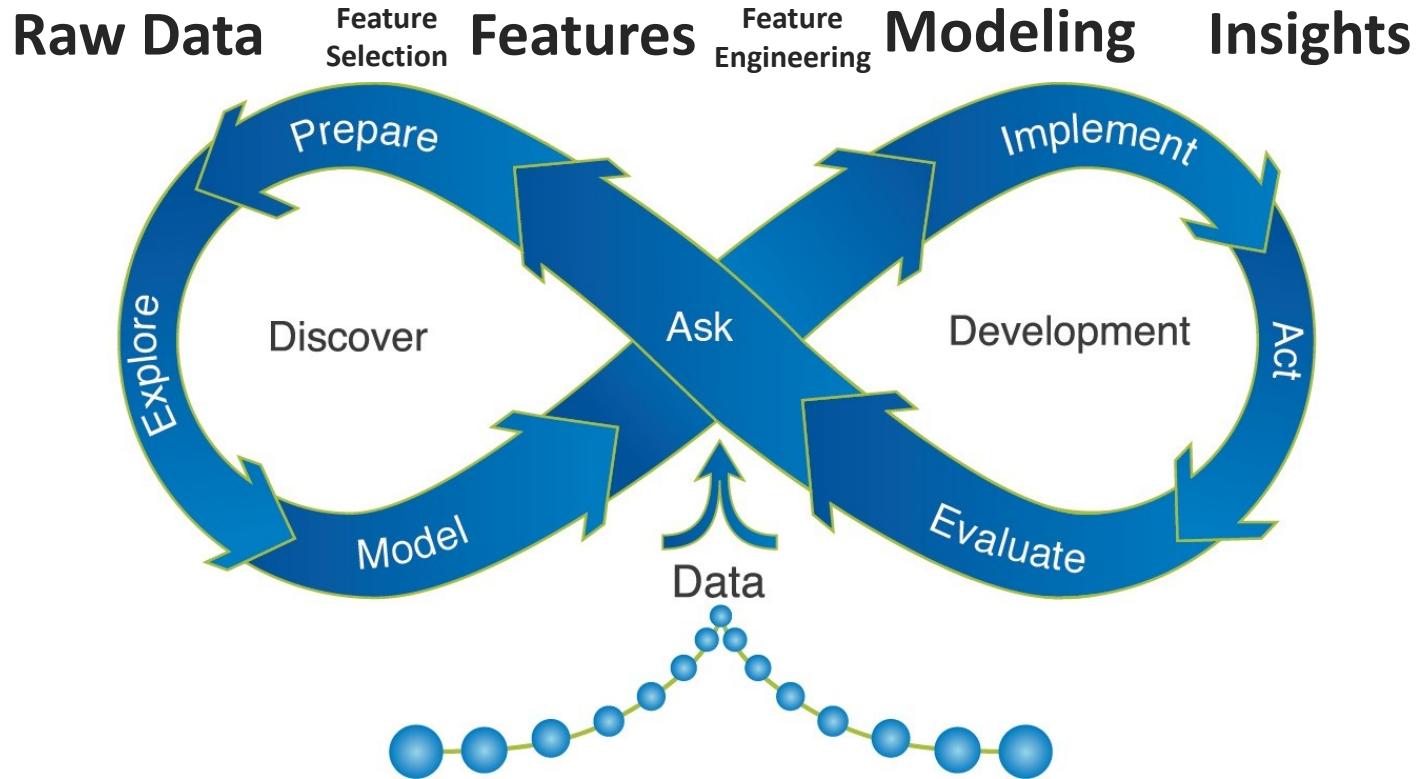 Raw Data
Feature
Selection
Features
Feature
Engineering
Modeling
Insights
Prepare
Implement
Explore
Discover
Ask
Development
Act
Model
Evaluate
Data